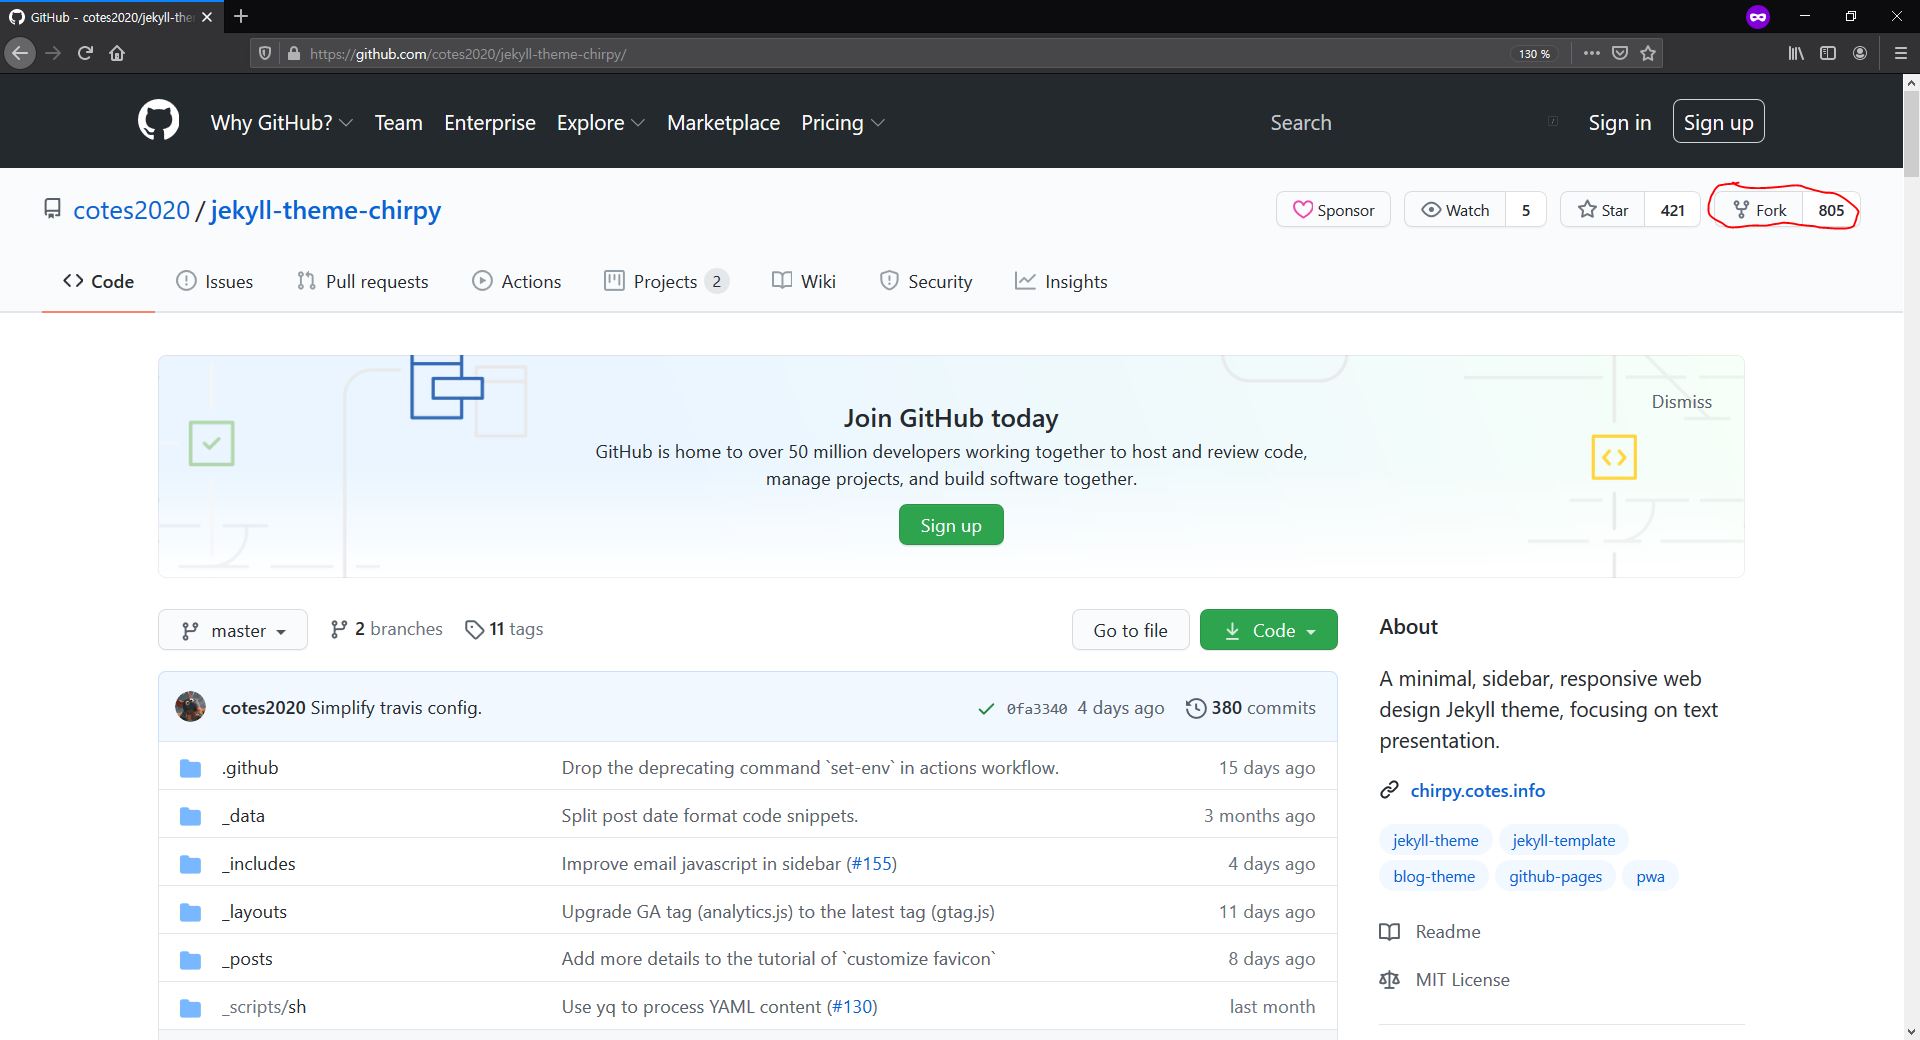 GitHub - cotes2020/jekyll-the
https://github.com/cotes2020/jekyll-theme-chirpy/ 130 %
Why GitHub? Team Enterprise Explore Marketplace Pricing Search / Sign in Sign up
cotes2020 / jekyll-theme-chirpy Sponsor Watch 5 Star 421 Fork 805
Code Issues Pull requests Actions Projects 2 Wiki Security Insights
Join GitHub today
Dismiss
GitHub is home to over 50 million developers working together to host and review code,
manage projects, and build software together.
Sign up
master 2 branches 11 tags Go to file Code
cotes2020 Simplify travis config. 0fa3340 4 days ago 380 commits
.github Drop the deprecating command `set-env` in actions workflow. 15 days ago
_data Split post date format code snippets. 3 months ago
_includes Improve email javascript in sidebar (#155) 4 days ago
_layouts Upgrade GA tag (analytics.js) to the latest tag (gtag.js) 11 days ago
_posts Add more details to the tutorial of `customize favicon` 8 days ago
_scripts/sh Use yq to process YAML content (#130) last month
About
A minimal, sidebar, responsive web
design Jekyll theme, focusing on text
presentation.
chirpy.cotes.info
jekyll-theme jekyll-template
blog-theme github-pages pwa
Readme
MIT License